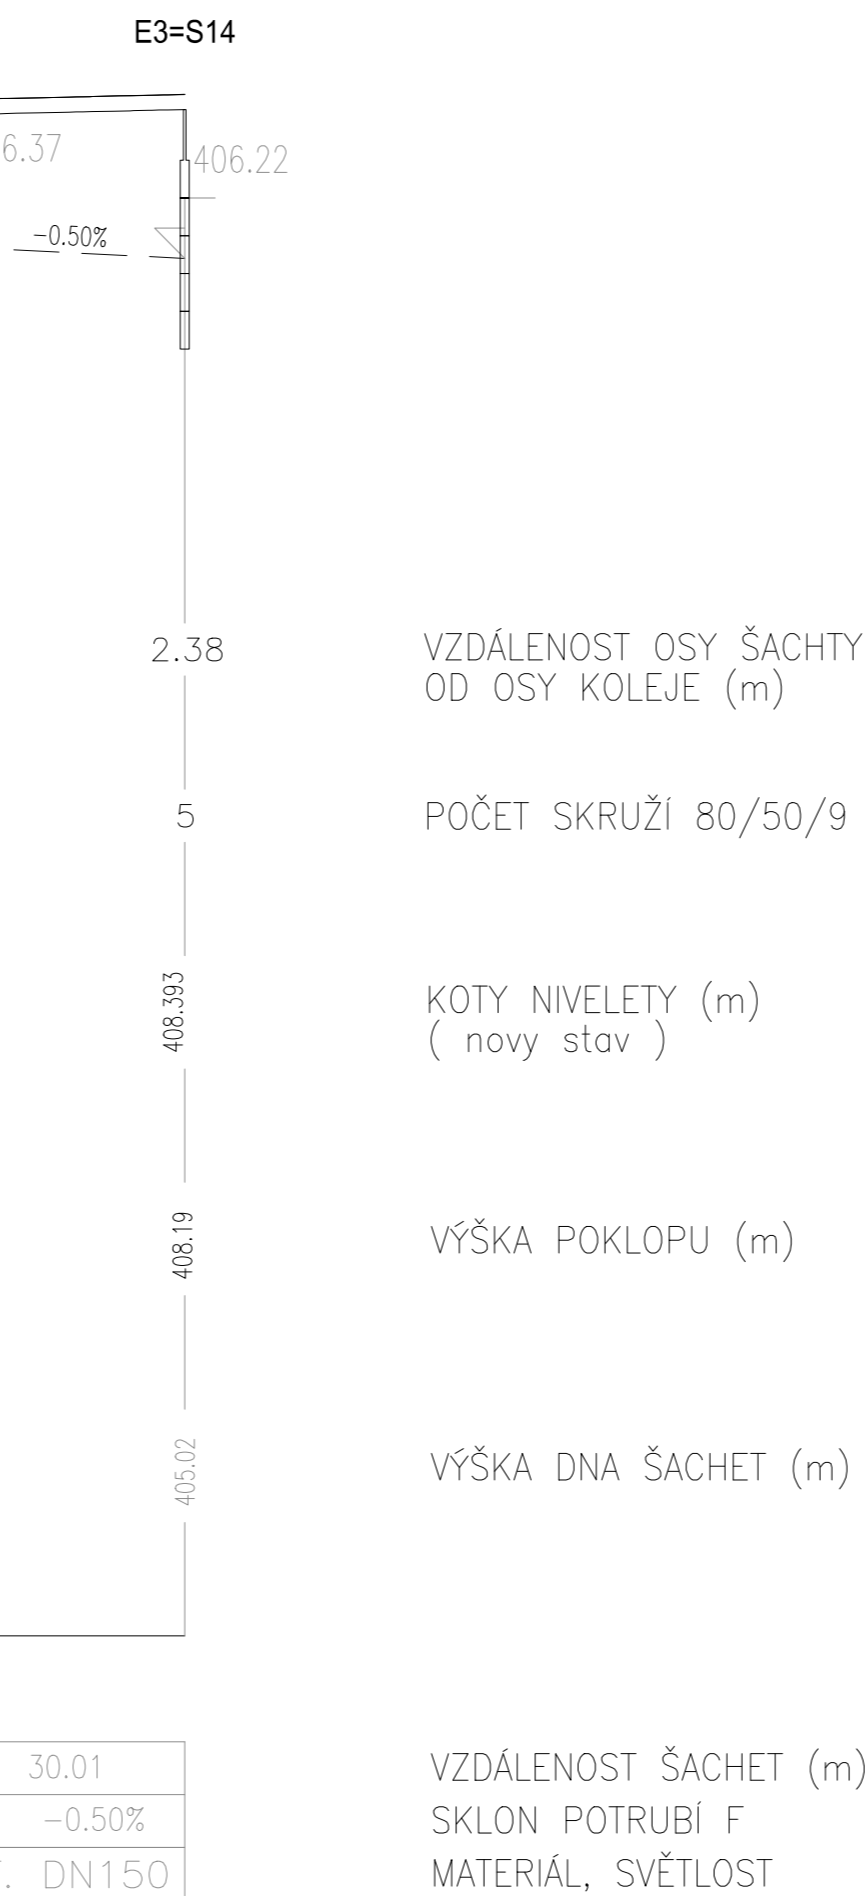 E3=S14
6.37
406.22
-0.50%
2.38
VZDÁLENOST OSY ŠACHTY
OD OSY KOLEJE (m)
5
POČET SKRUŽÍ 80/50/9
408.393
KOTY NIVELETY (m)
( novy stav )
408.19
VÝŠKA POKLOPU (m)
405.02
VÝŠKA DNA ŠACHET (m)
30.01
VZDÁLENOST ŠACHET (m)
-0.50%
SKLON POTRUBÍ F
DN150
MATERIÁL, SVĚTLOST